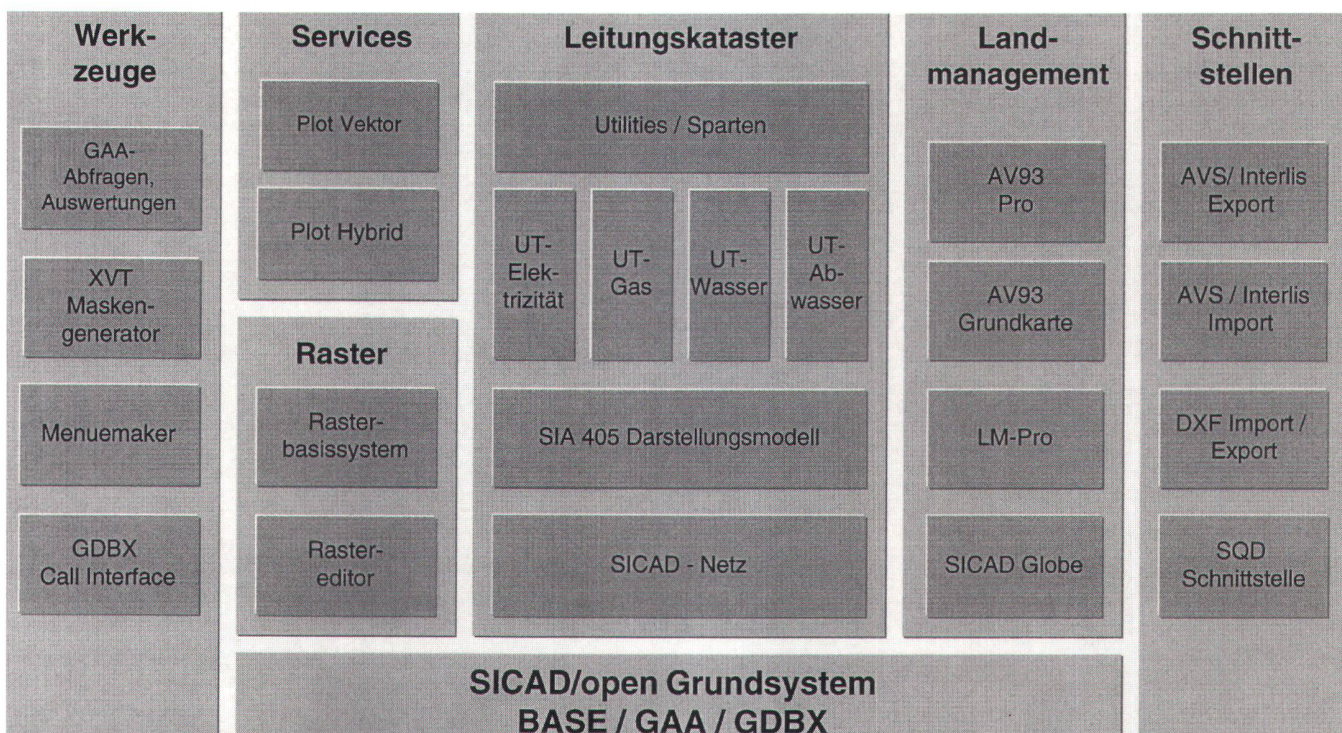 Werk-
zeuge
GAA-
Abfragen,
Auswertungen
XVT
Masken-
generator
Menuemaker
GDBX
Call Interface
Services
Plot Vektor
Plot Hybrid
Raster
Raster-
basissystem
Raster-
editor
Leitungskataster
Utilities / Sparten
UT-
Elek-
trizität
UT-
Gas
UT-
Wasser
UT-
Ab-
wasser
SIA 405 Darstellungsmodell
SICAD - Netz
Land-
management
AV93
Pro
AV93
Grundkarte
LM-Pro
SICAD Globe
Schnitt-
stellen
AVS/ Interlis
Export
AVS / Interlis
Import
DXF Import /
Export
SQD
Schnittstelle
SICAD/open Grundsystem
BASE / GAA / GDBX